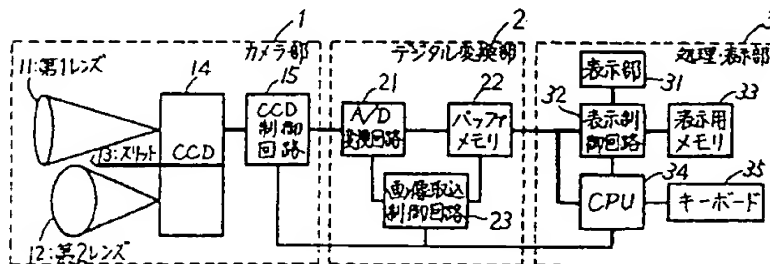 1
カメラ部
11:第1レンズ
14
CCD
13:スリット
12:第2レンズ
15
CCD
制御
回路
2
デジタル変換部
21
A/D
変換回路
22
バッファ
メモリ
画像取込
制御回路
23
3
処理・表示部
表示部
31
32
表示制
御回路
33
表示用
メモリ
34
CPU
35
キーボード